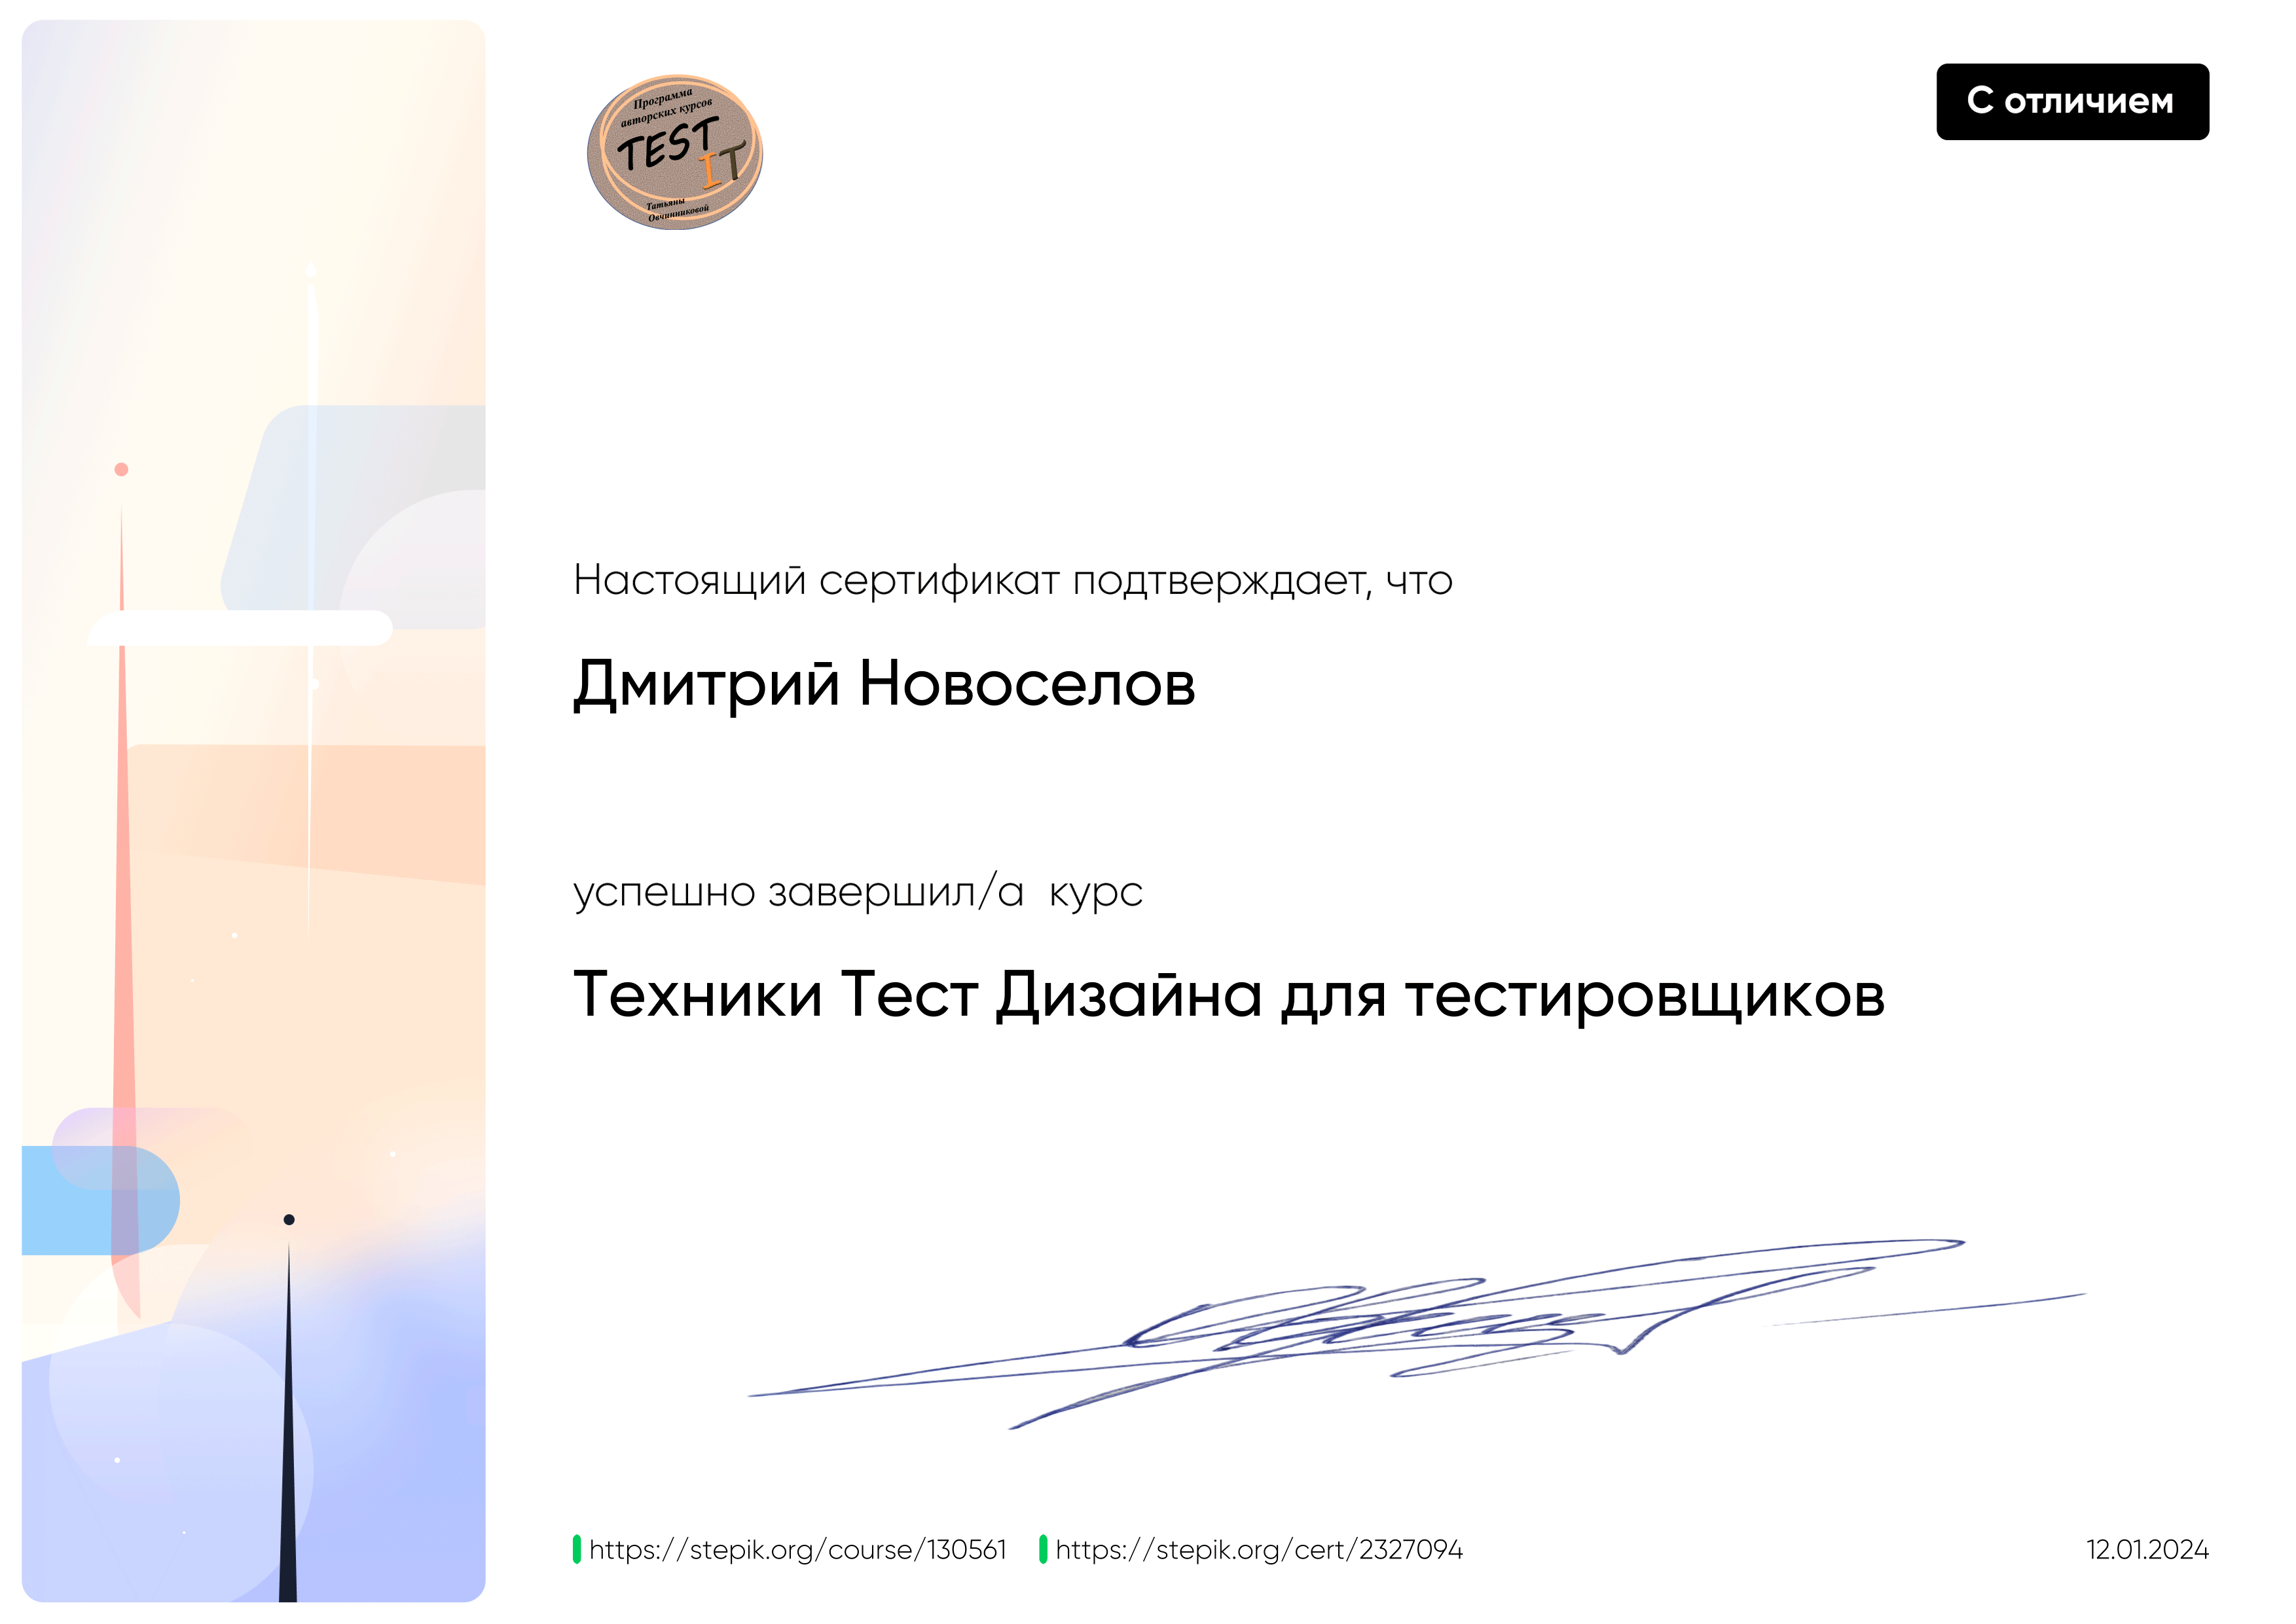 Программа
авторских курсов
TEST
IT
Татьяны
Овчинниковой
С отличием
Настоящий сертификат подтверждает, что
Дмитрий Новоселов
успешно завершил/а курс
Техники Тест Дизайна для тестировщиков
https://stepik.org/course/130561 https://stepik.org/cert/2327094 12.01.2024